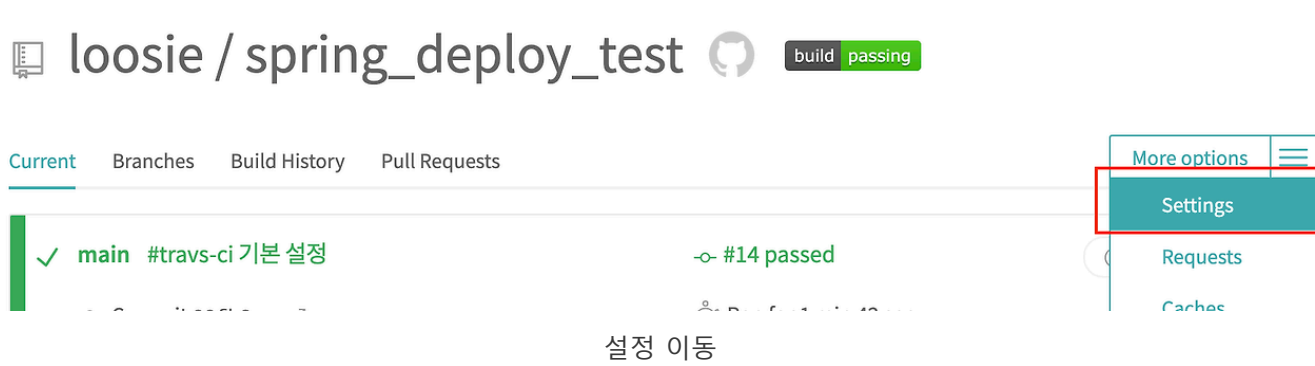 loosie / spring_deploy_test build passing
Current Branches Build History Pull Requests More options
Settings
main #travs-ci 기본 설정 #14 passed
Requests
Caches
설정 이동